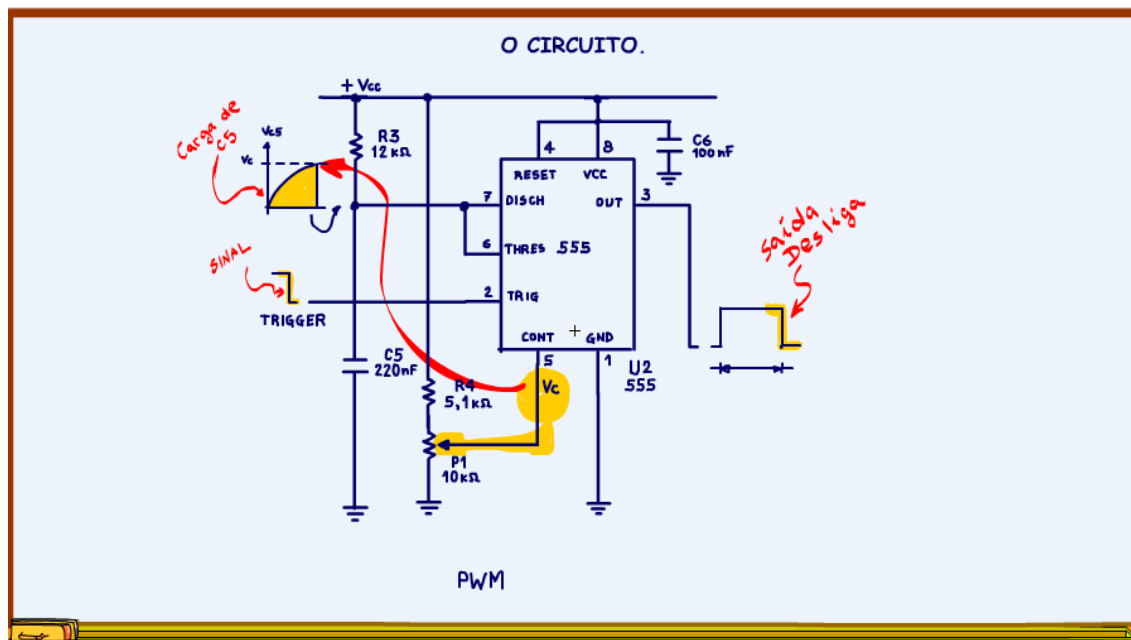 O CIRCUITO.
+ Vcc
Carga de
C5
Vc5
Vc
R3
12kΩ
4
8
C6
100nF
RESET
VCC
7
DISCH
OUT
3
6
THRES
555
SINAL
2
TRIG
TRIGGER
Saída
Desliga
CONT
GND
5
1
U2
555
C5
220nF
R4
5,1kΩ
Vc
P1
10kΩ
PWM